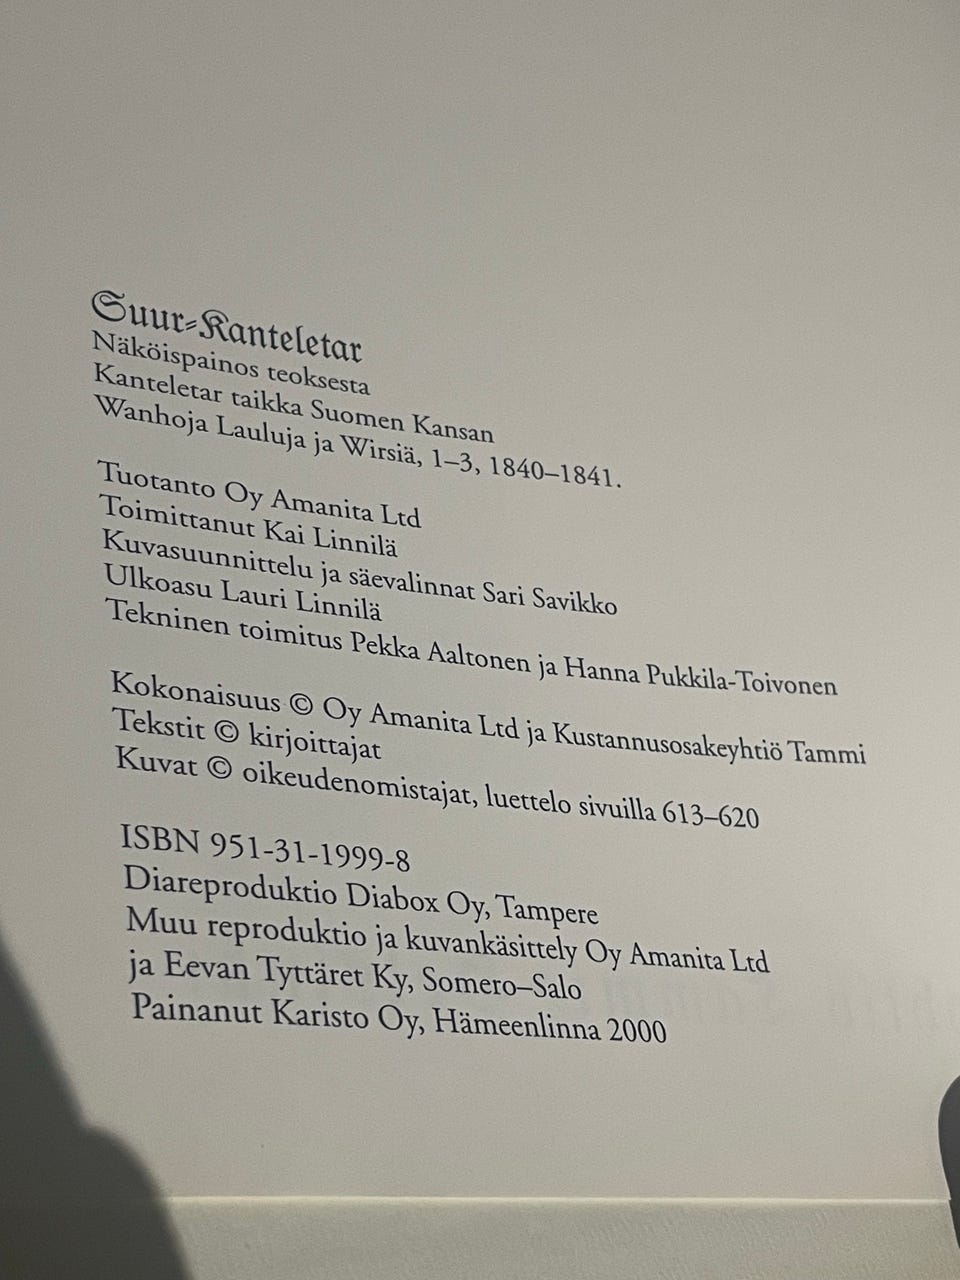 Suur-Kanteletar
Näköispainos teoksesta
Kanteletar taikka Suomen Kansan
Wanhoja Lauluja ja Wirsiä, 1–3, 1840–1841.
Tuotanto Oy Amanita Ltd
Toimittanut Kai Linnilä
Kuvasuunnittelu ja säevalinnat Sari Savikko
Ulkoasu Lauri Linnilä
Tekninen toimitus Pekka Aaltonen ja Hanna Pukkila-Toivonen
Kokonaisuus © Oy Amanita Ltd ja Kustannusosakeyhtiö Tammi
Tekstit © kirjoittajat
Kuvat © oikeudenomistajat, luettelo sivuilla 613–620
ISBN 951-31-1999-8
Diareproduktio Diabox Oy, Tampere
Muu reproduktio ja kuvankäsittely Oy Amanita Ltd
ja Eevan Tyttäret Ky, Somero–Salo
Painanut Karisto Oy, Hämeenlinna 2000